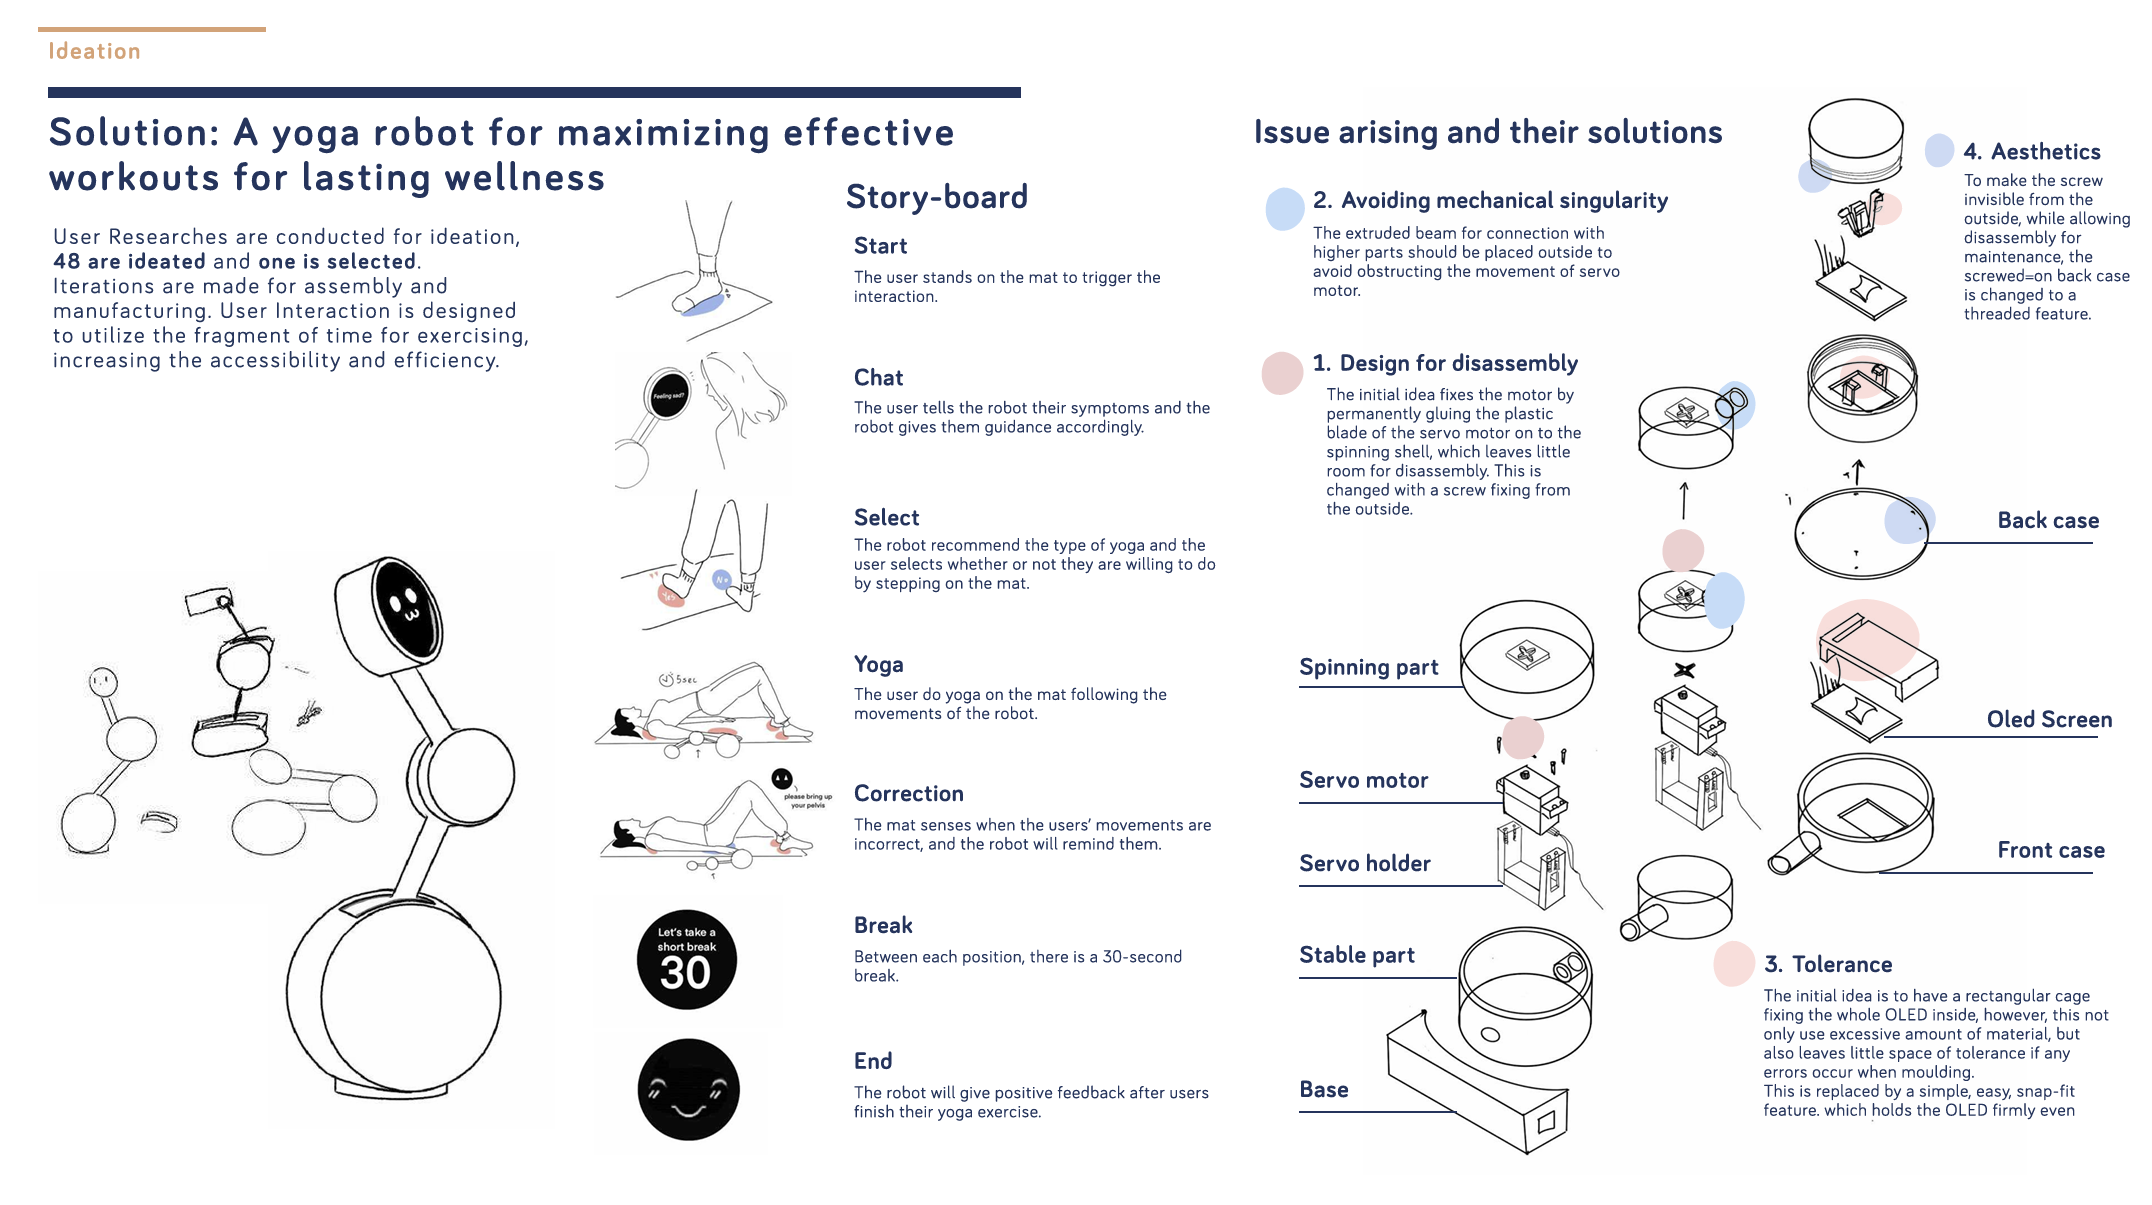 Ideation
Solution: A yoga robot for maximizing effective
workouts for lasting wellness
User Researches are conducted for ideation,
48 are ideated and one is selected.
Iterations are made for assembly and
manufacturing. User Interaction is designed
to utilize the fragment of time for exercising,
increasing the accessibility and efficiency.
Story-board
Start
The user stands on the mat to trigger the
interaction.
Feeling sad?
Chat
The user tells the robot their symptoms and the
robot gives them guidance accordingly.
Yes
No
Select
The robot recommend the type of yoga and the
user selects whether or not they are willing to do
by stepping on the mat.
5sec
Yoga
The user do yoga on the mat following the
movements of the robot.
please bring up
your pelvis
Correction
The mat senses when the users' movements are
incorrect, and the robot will remind them.
Let's take a
short break
30
Break
Between each position, there is a 30-second
break.
End
The robot will give positive feedback after users
finish their yoga exercise.
Issue arising and their solutions
2. Avoiding mechanical singularity
The extruded beam for connection with
higher parts should be placed outside to
avoid obstructing the movement of servo
motor.
1. Design for disassembly
The initial idea fixes the motor by
permanently gluing the plastic
blade of the servo motor on to the
spinning shell, which leaves little
room for disassembly. This is
changed with a screw fixing from
the outside.
Spinning part
Servo motor
Servo holder
Stable part
Base
4. Aesthetics
To make the screw
invisible from the
outside, while allowing
disassembly for
maintenance, the
screwed=on back case
is changed to a
threaded feature.
Back case
Oled Screen
Front case
3. Tolerance
The initial idea is to have a rectangular cage
fixing the whole OLED inside, however, this not
only use excessive amount of material, but
also leaves little space of tolerance if any
errors occur when moulding.
This is replaced by a simple, easy, snap-fit
feature. which holds the OLED firmly even